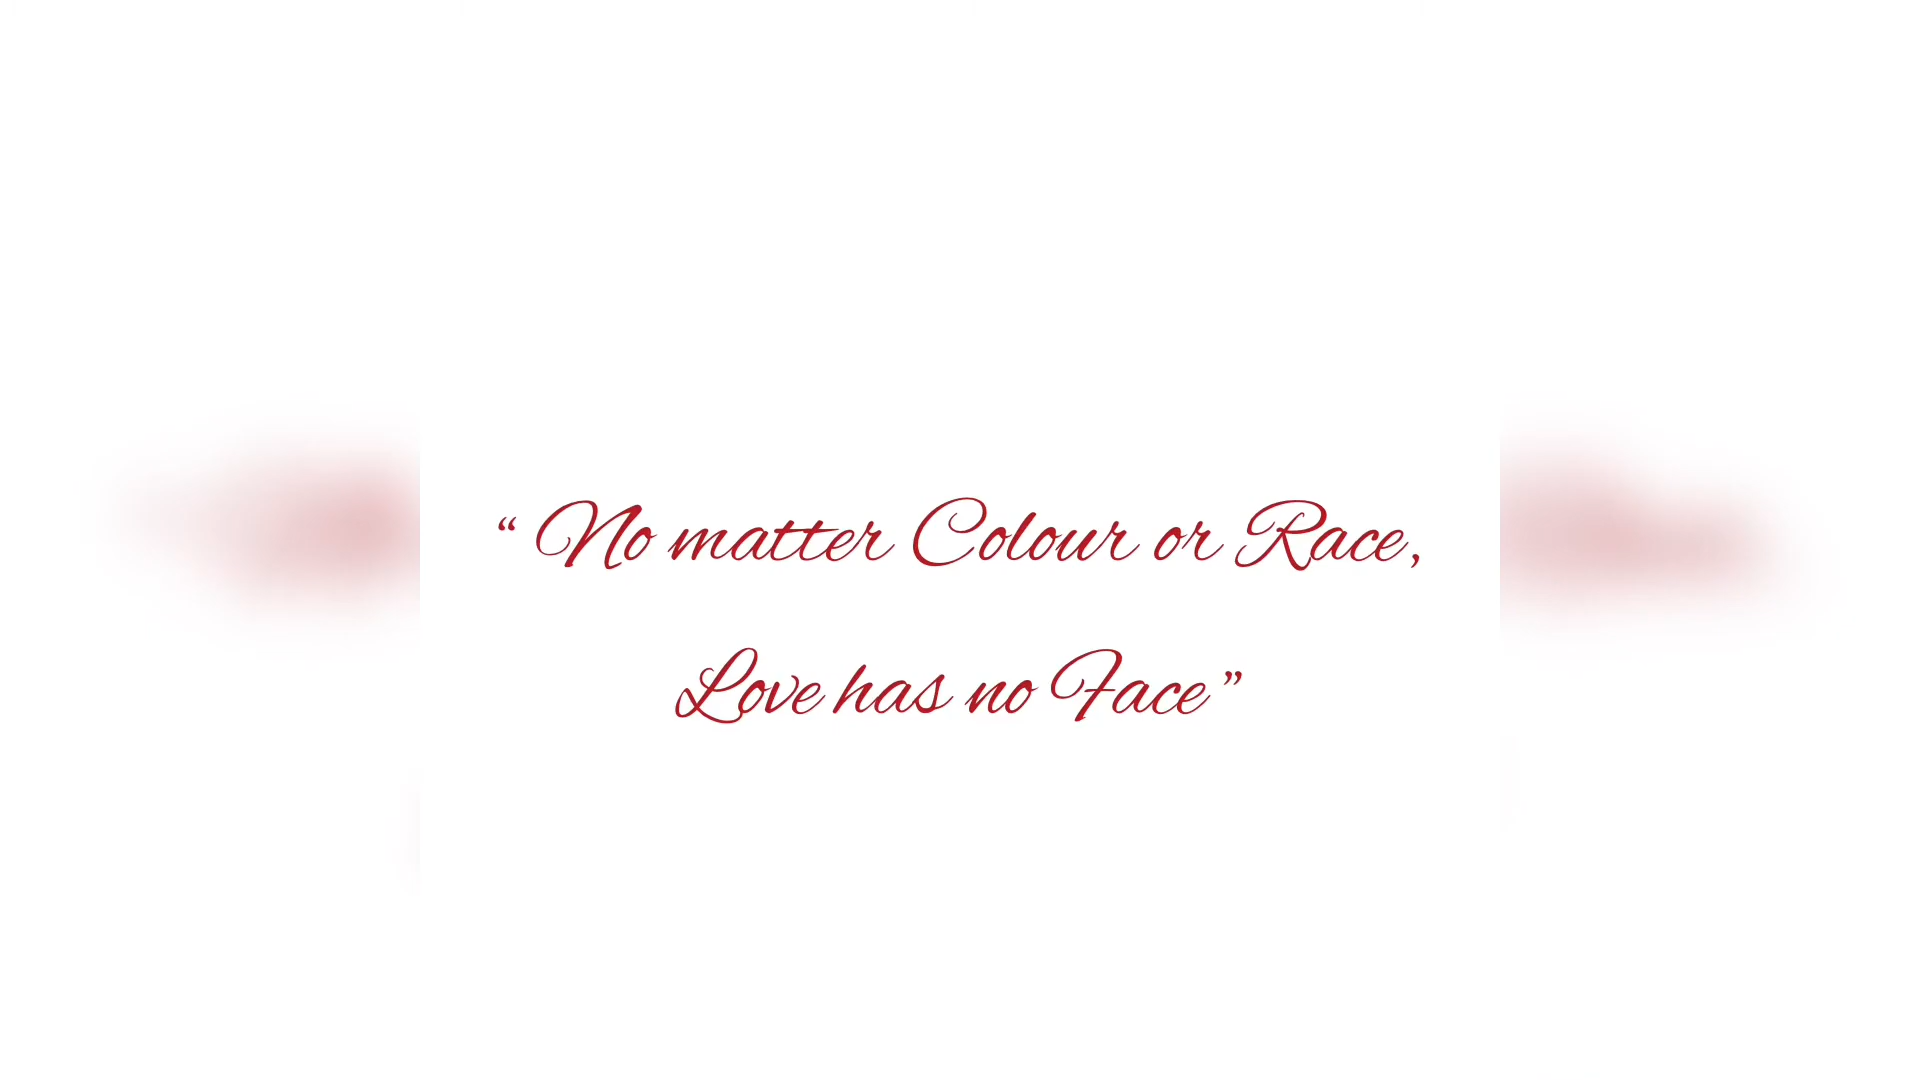 “ No matter Colour or Race,
Love has no Face ”